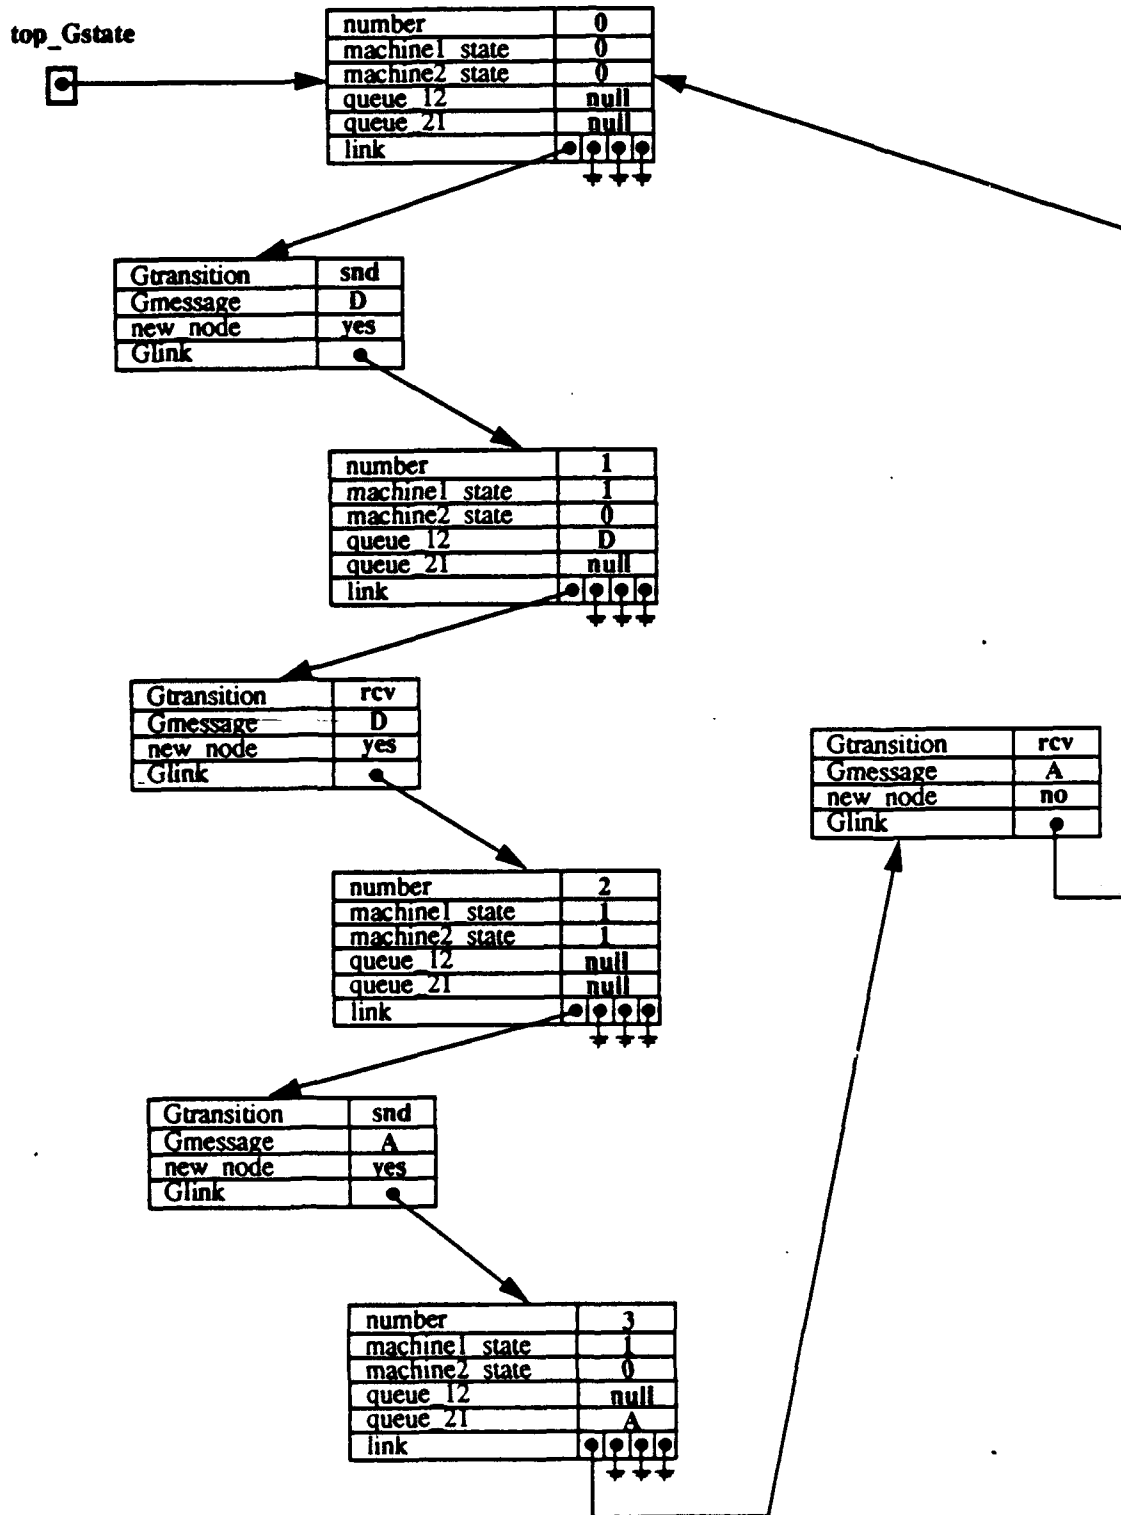 top_Gstate
number 0
machine1_state 0
machine2_state 0
queue_12 null
queue_21 null
link
Gtransition snd
Gmessage D
new_node yes
Glink
number 1
machine1_state 1
machine2_state 0
queue_12 D
queue_21 null
link
Gtransition rcv
Gmessage D
new_node yes
Glink
Gtransition rcv
Gmessage A
new_node no
Glink
number 2
machine1_state 1
machine2_state 1
queue_12 null
queue_21 null
link
Gtransition snd
Gmessage A
new_node yes
Glink
number 3
machine1_state 1
machine2_state 0
queue_12 null
queue_21 A
link